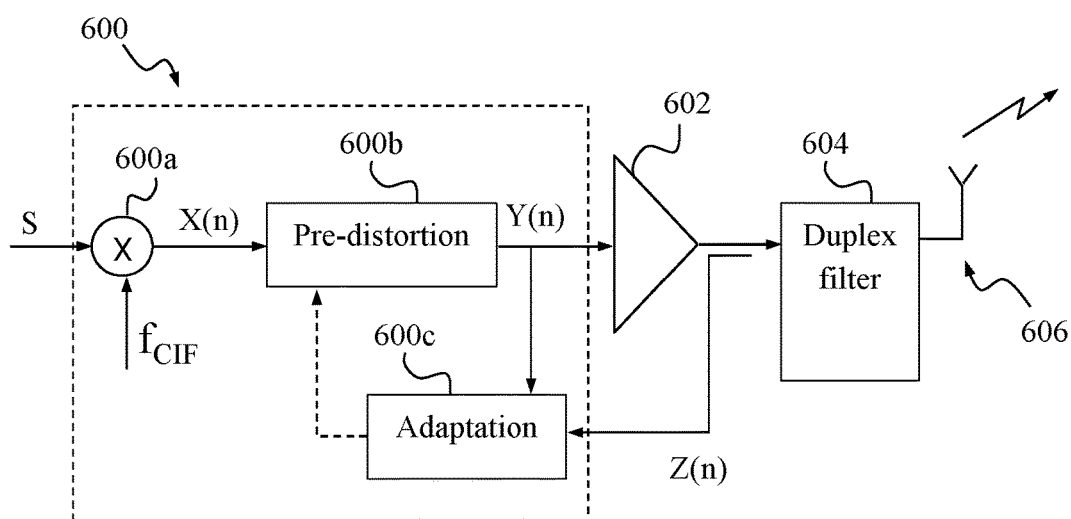 600
602
600a
600b
604
S
X
X(n)
Pre-distortion
Y(n)
Duplex
filter
f_CIF
600c
606
Adaptation
Z(n)